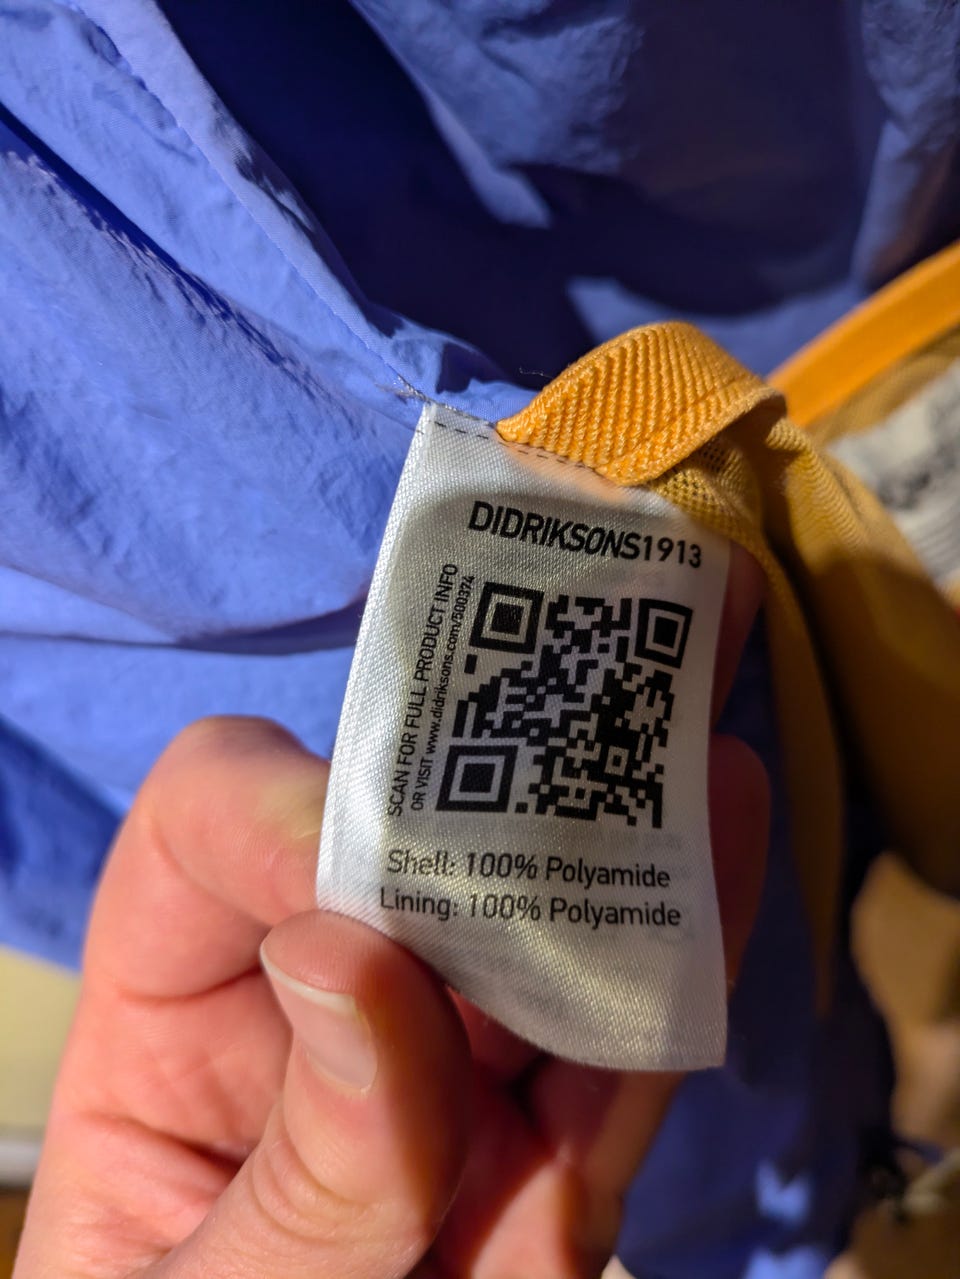 DIDRIKSONS1913
SCAN FOR FULL PRODUCT INFO
OR VISIT www.didriksons.com/500374
Shell: 100% Polyamide
Lining: 100% Polyamide